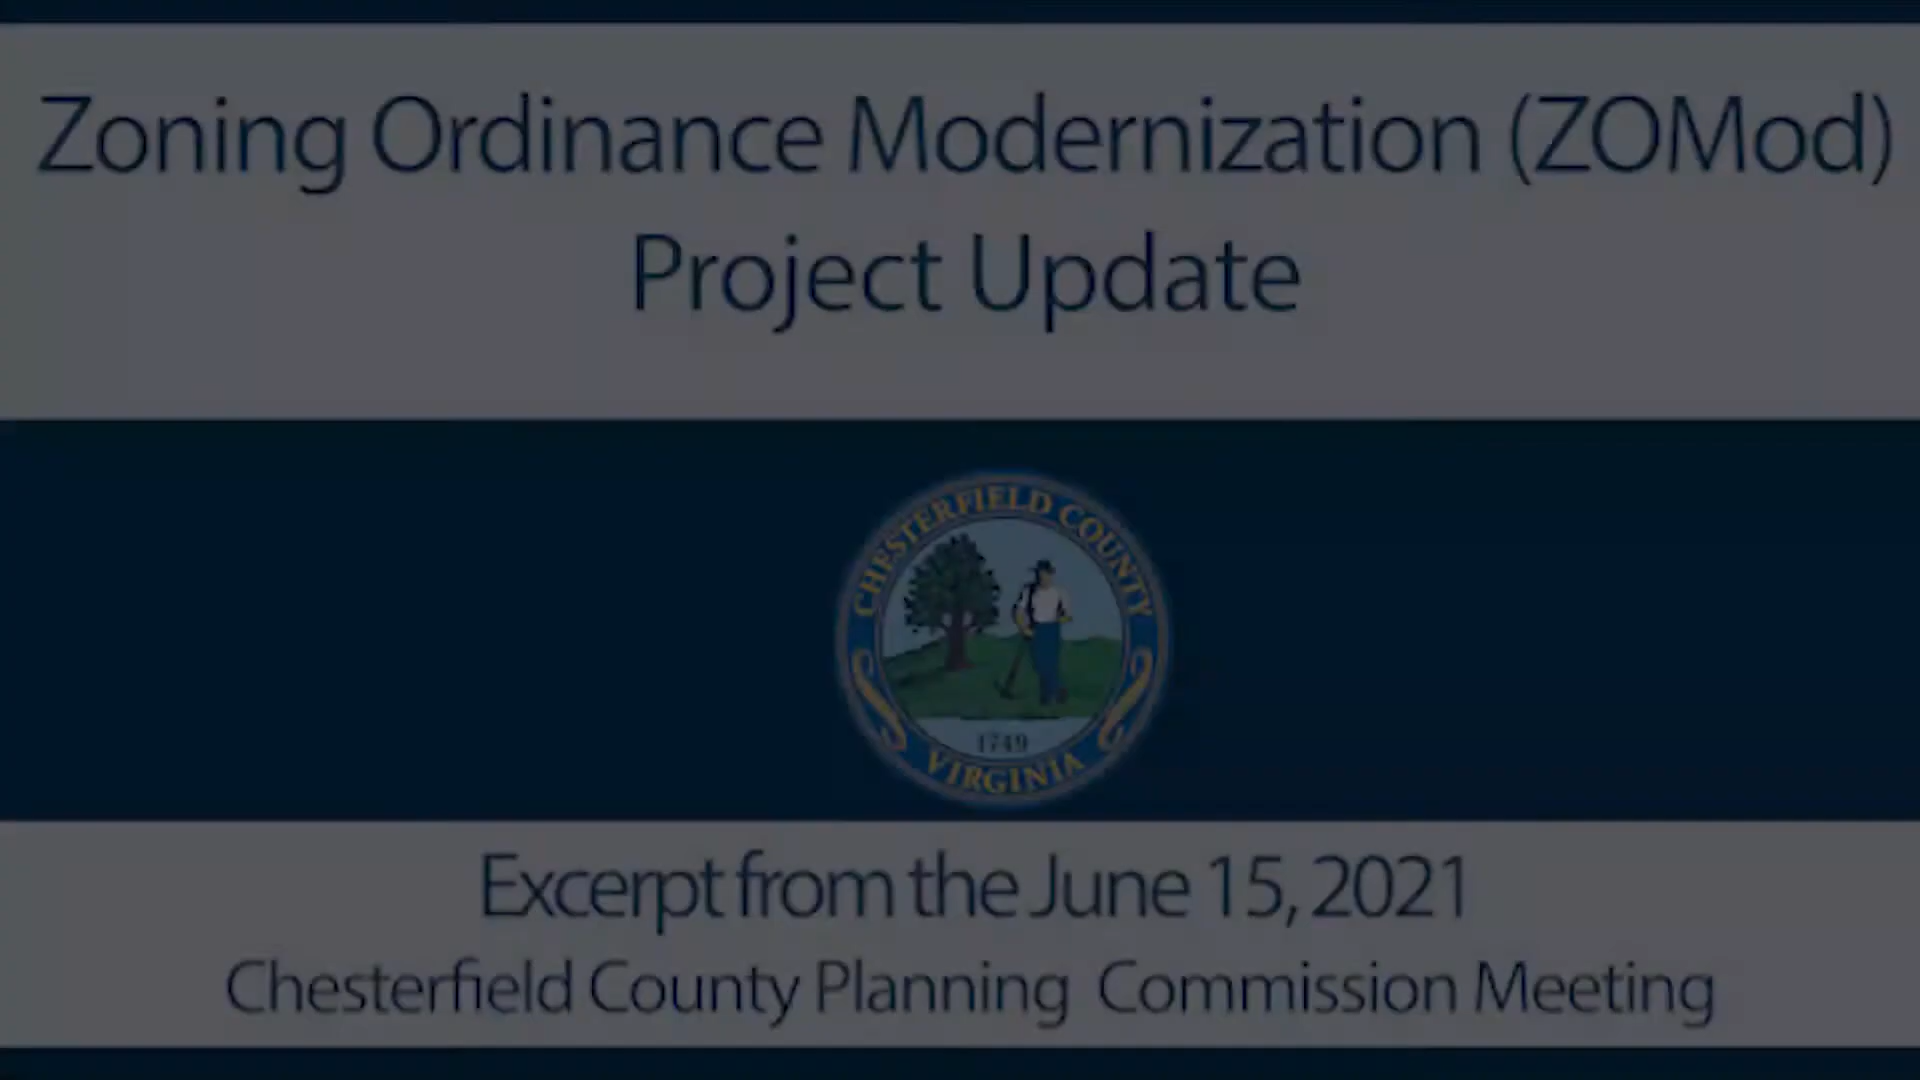 Zoning Ordinance Modernization (ZOMod)
Project Update
CHESTERFIELD COUNTY
1749
VIRGINIA
Excerpt from the June 15, 2021
Chesterfield County Planning Commission Meeting